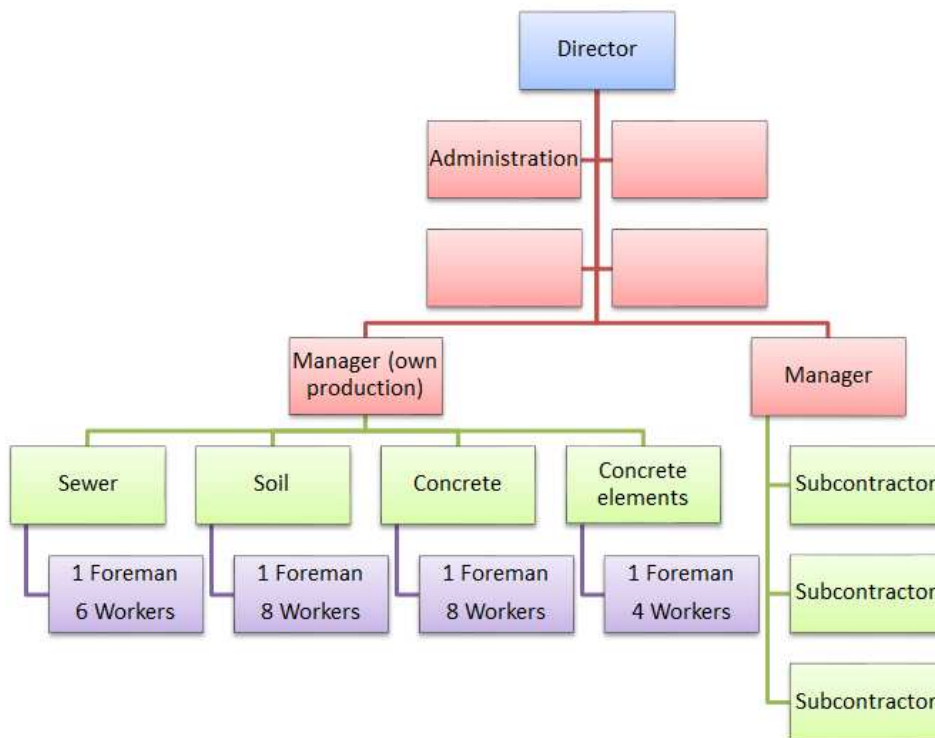 Director
Administration
Manager (own
production)
Manager
Sewer
Soil
Concrete
Concrete
elements
Subcontractor
1 Foreman
6 Workers
1 Foreman
8 Workers
1 Foreman
8 Workers
1 Foreman
4 Workers
Subcontractor
Subcontractor